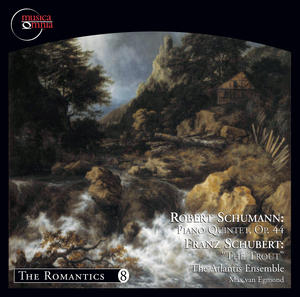 musica
omnia
ROBERT SCHUMANN:
PIANO QUINTET, OP. 44
FRANZ SCHUBERT:
"THE TROUT"
The Atlantis Ensemble
Max van Egmond
THE ROMANTICS 8